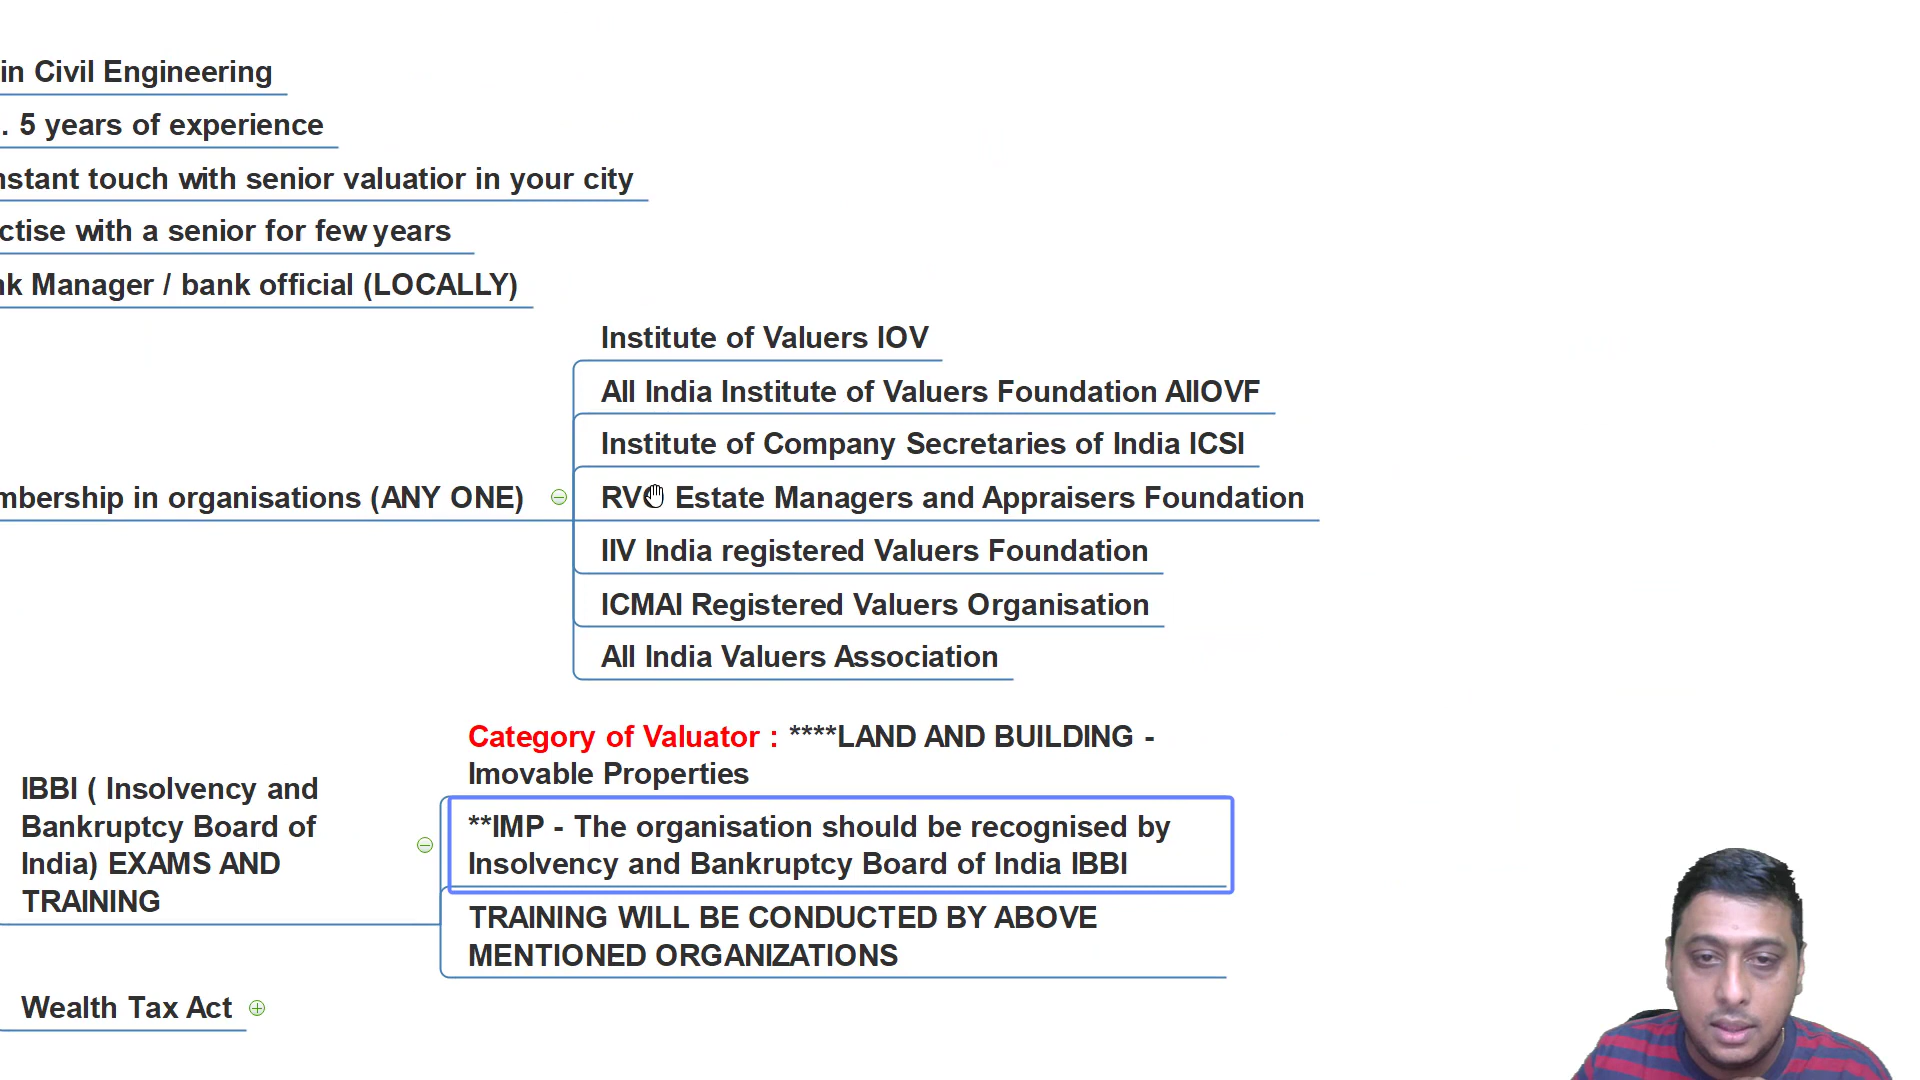 in Civil Engineering
. 5 years of experience
nstant touch with senior valuatior in your city
ctise with a senior for few years
nk Manager / bank official (LOCALLY)
mbership in organisations (ANY ONE)
Institute of Valuers IOV
All India Institute of Valuers Foundation AIIOVF
Institute of Company Secretaries of India ICSI
RVO Estate Managers and Appraisers Foundation
IIV India registered Valuers Foundation
ICMAI Registered Valuers Organisation
All India Valuers Association
IBBI ( Insolvency and
Bankruptcy Board of
India) EXAMS AND
TRAINING
Category of Valuator : ****LAND AND BUILDING -
Imovable Properties
**IMP - The organisation should be recognised by
Insolvency and Bankruptcy Board of India IBBI
TRAINING WILL BE CONDUCTED BY ABOVE
MENTIONED ORGANIZATIONS
Wealth Tax Act